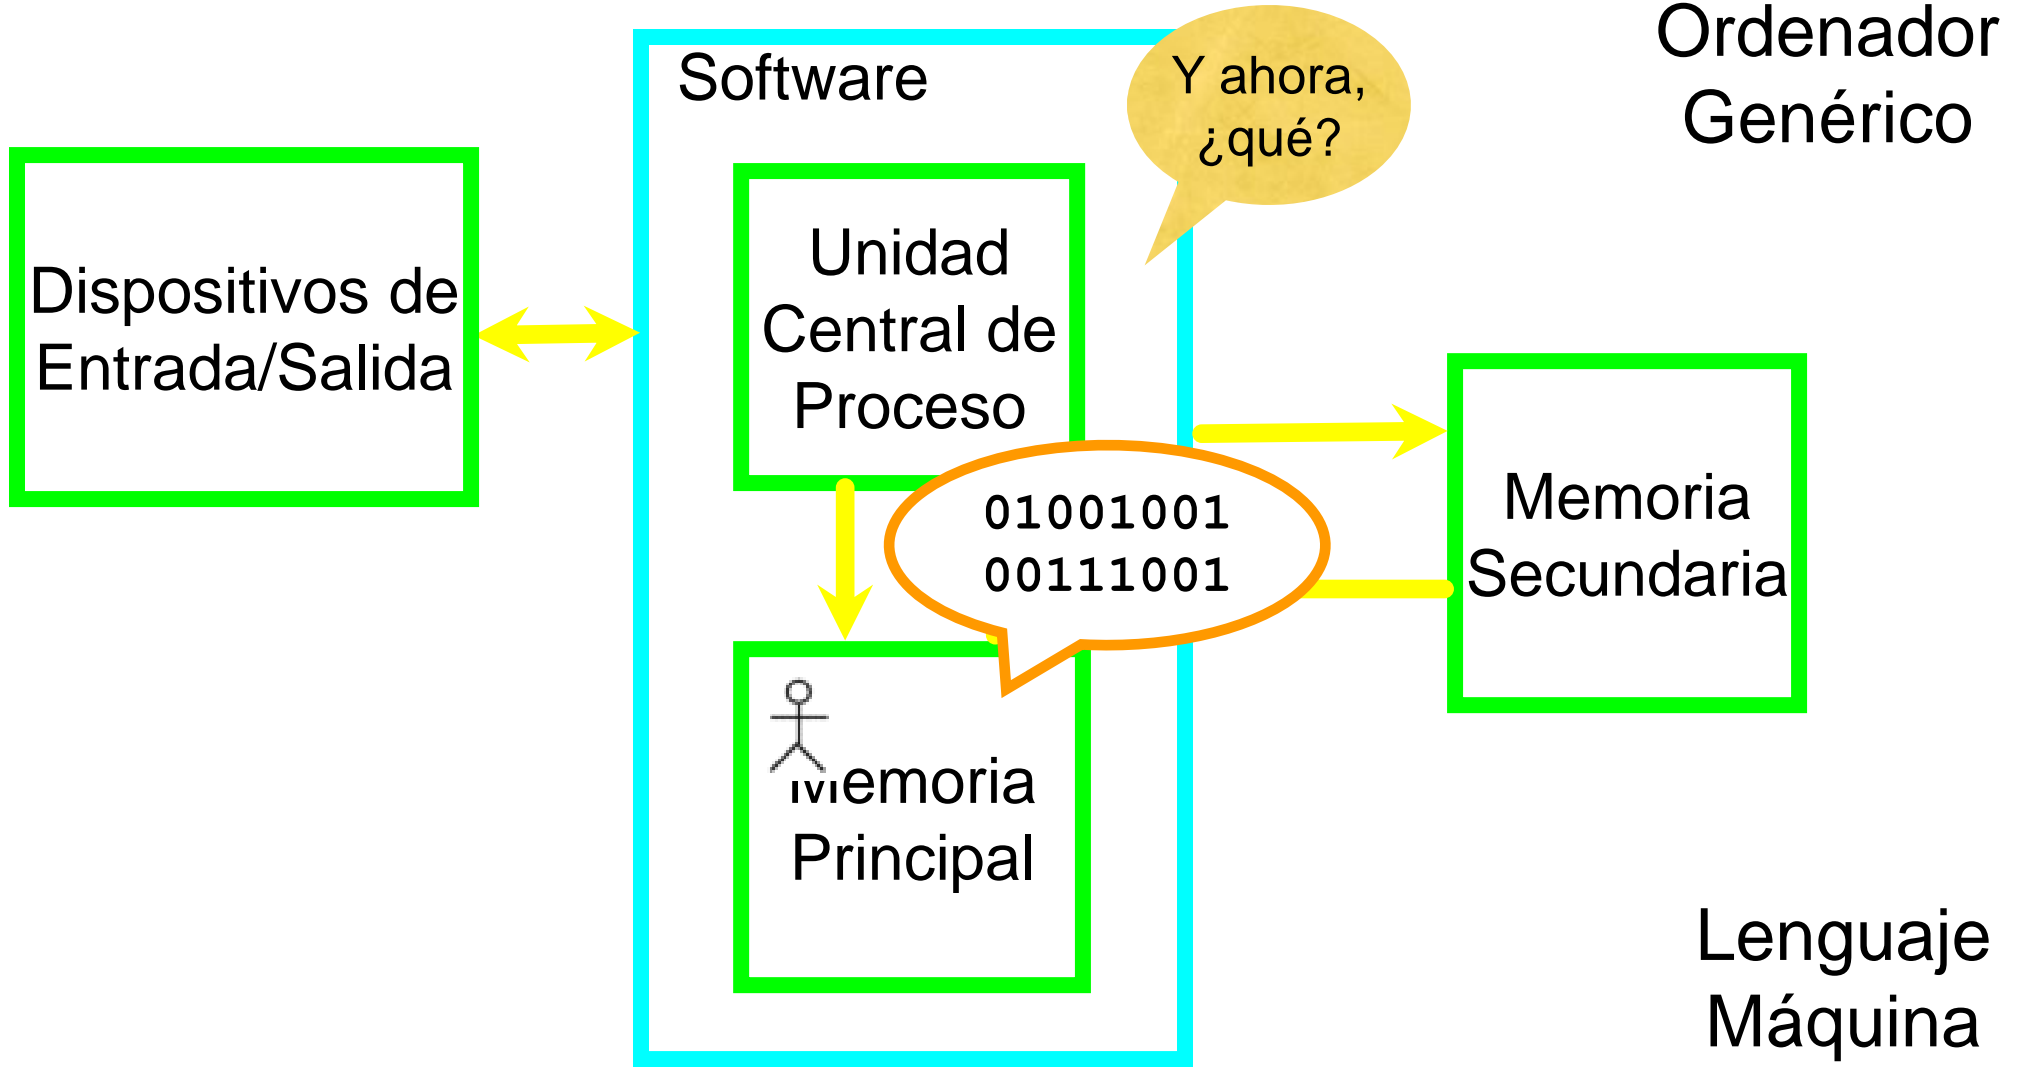 Ordenador
Genérico
Software
Y ahora,
¿qué?
Dispositivos de
Entrada/Salida
Unidad
Central de
Proceso
01001001
00111001
Memoria
Secundaria
Memoria
Principal
Lenguaje
Máquina